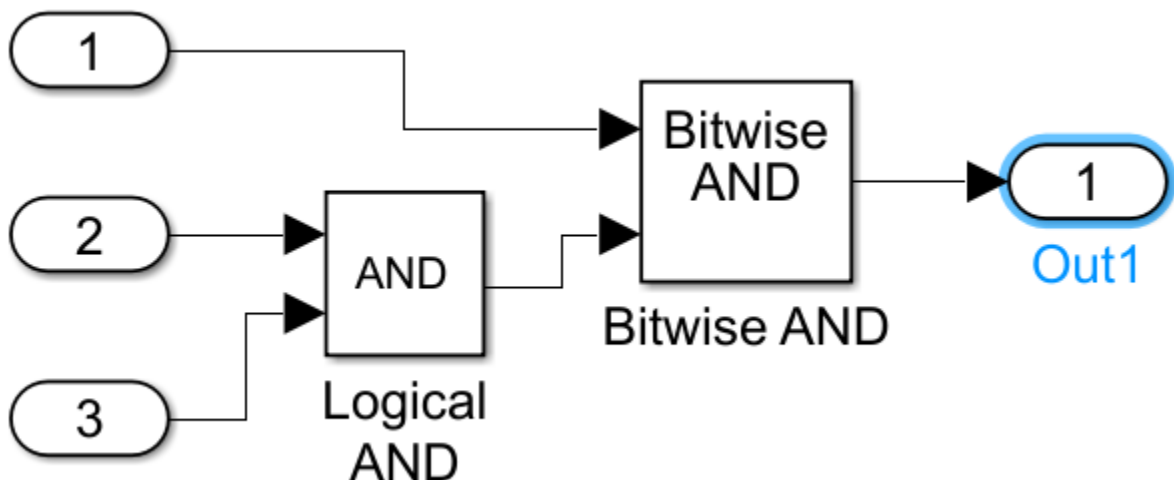 1
2
3
AND
Logical
AND
Bitwise
AND
Bitwise AND
1
Out1